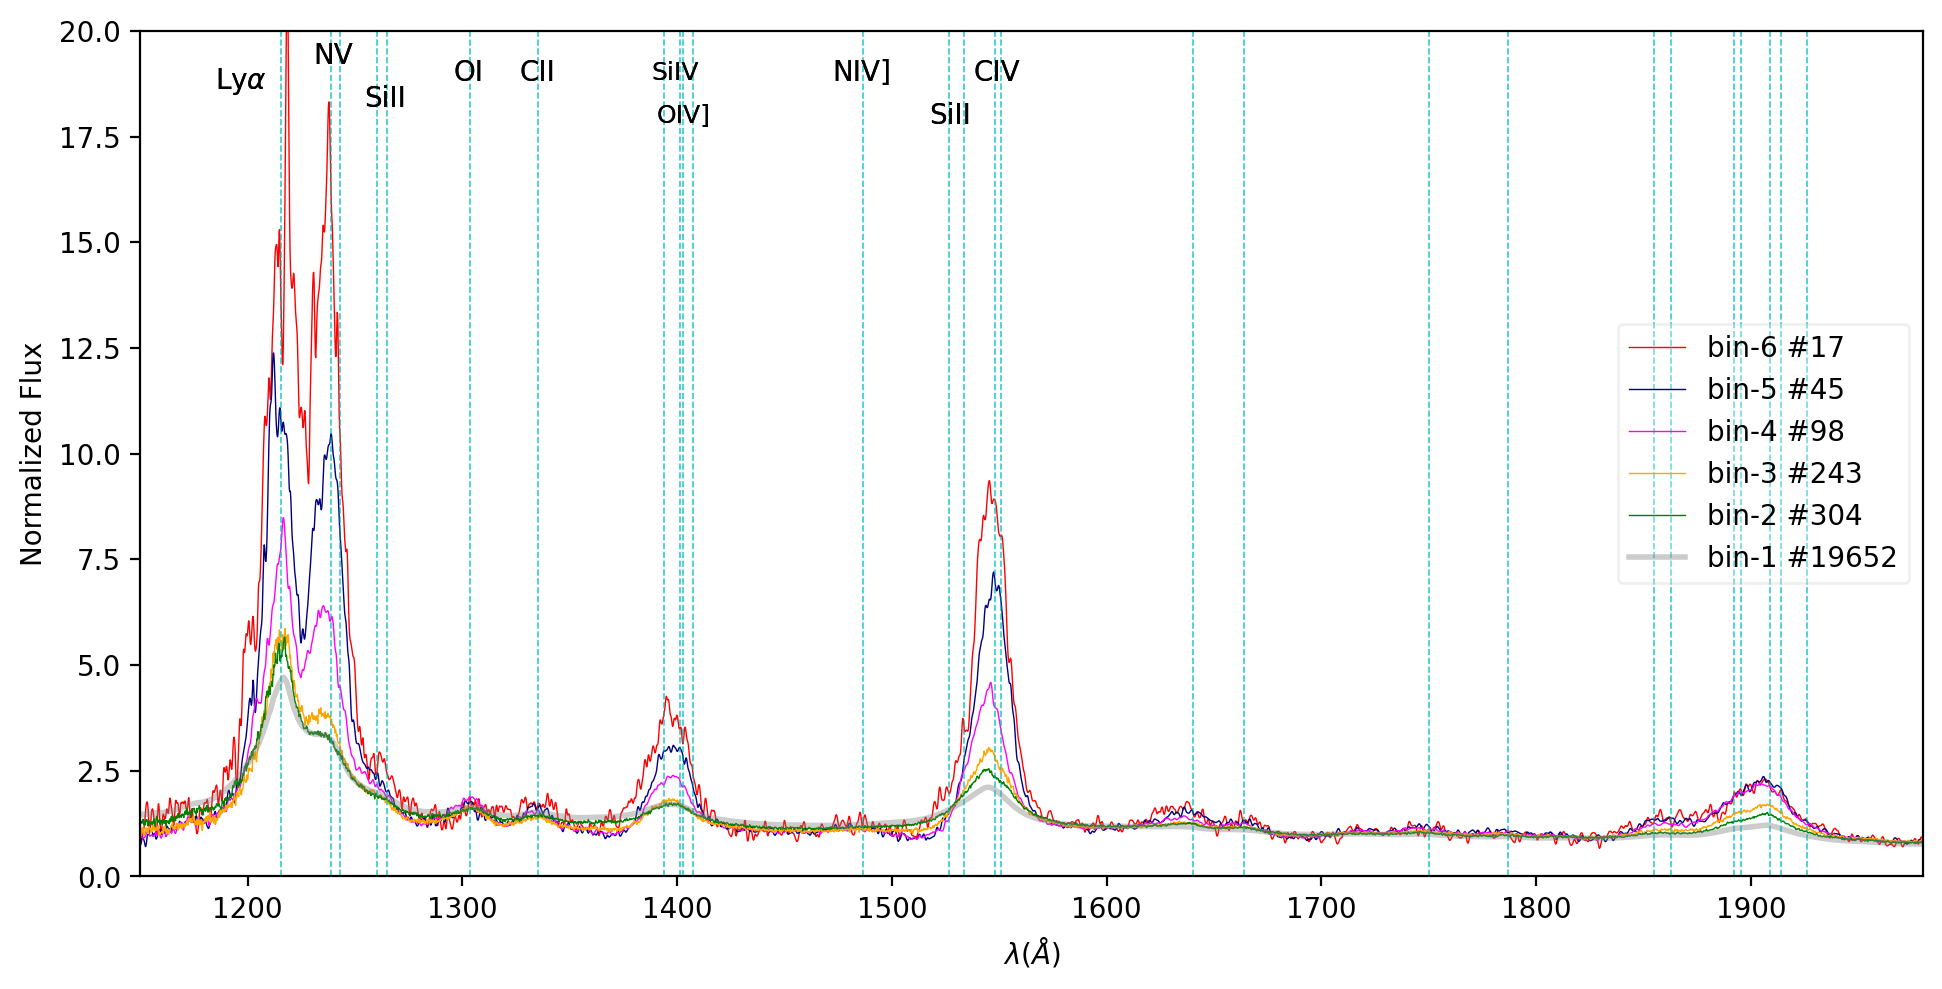 20.0
17.5
15.0
12.5
10.0
7.5
5.0
2.5
0.0
Normalized Flux
Lyα
NV
SiII
OI
CII
SiIV
OIV]
NIV]
SiII
CIV
bin-6 #17
bin-5 #45
bin-4 #98
bin-3 #243
bin-2 #304
bin-1 #19652
1200 1300 1400 1500 1600 1700 1800 1900
λ(Å)